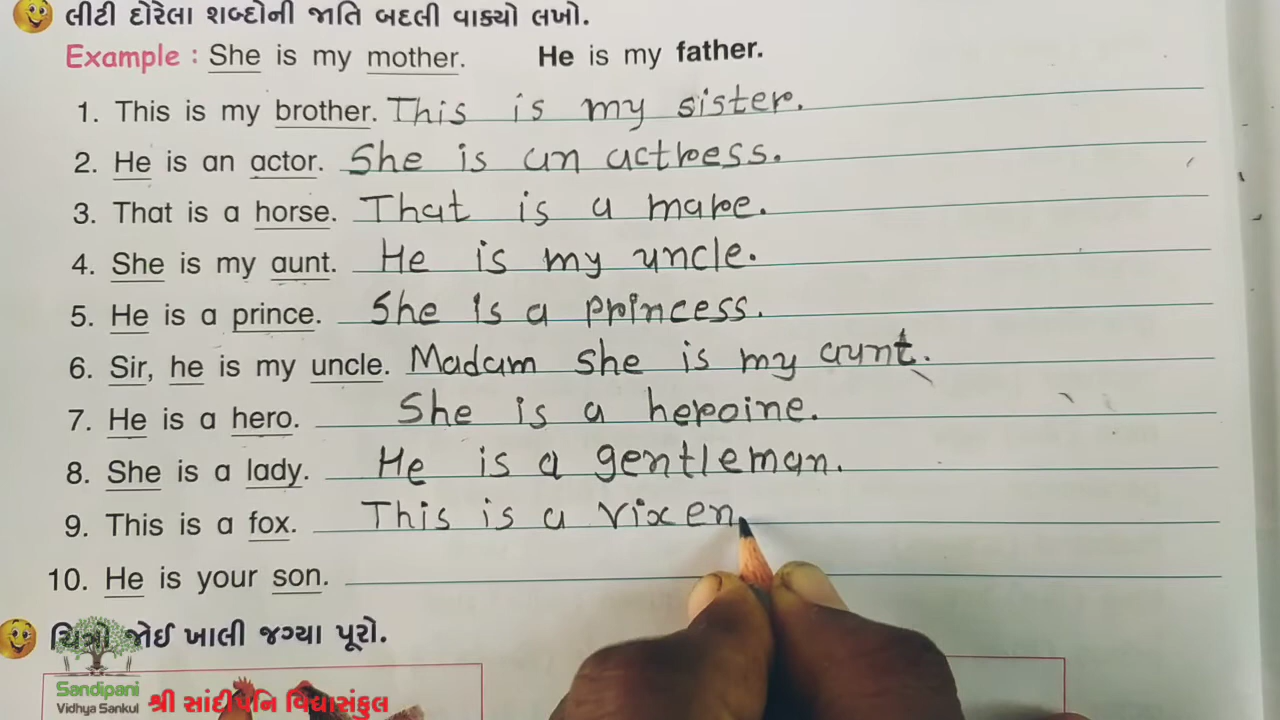 લીટી દોરેલા શબ્દોની જાતિ બદલી વાક્યો લખો.
Example : She is my mother. He is my father.
1. This is my brother. This is my sister.
2. He is an actor. She is an actress.
3. That is a horse. That is a mare.
4. She is my aunt. He is my uncle.
5. He is a prince. She is a princess.
6. Sir, he is my uncle. Madam she is my aunt.
7. He is a hero. She is a heroine.
8. She is a lady. He is a gentleman.
9. This is a fox. This is a vixen
10. He is your son.
ચિત્રો જોઈ ખાલી જગ્યા પૂરો.
Sandipani
Vidhya Sankul
શ્રી સાંદીપનિ વિદ્યાસંકુલ